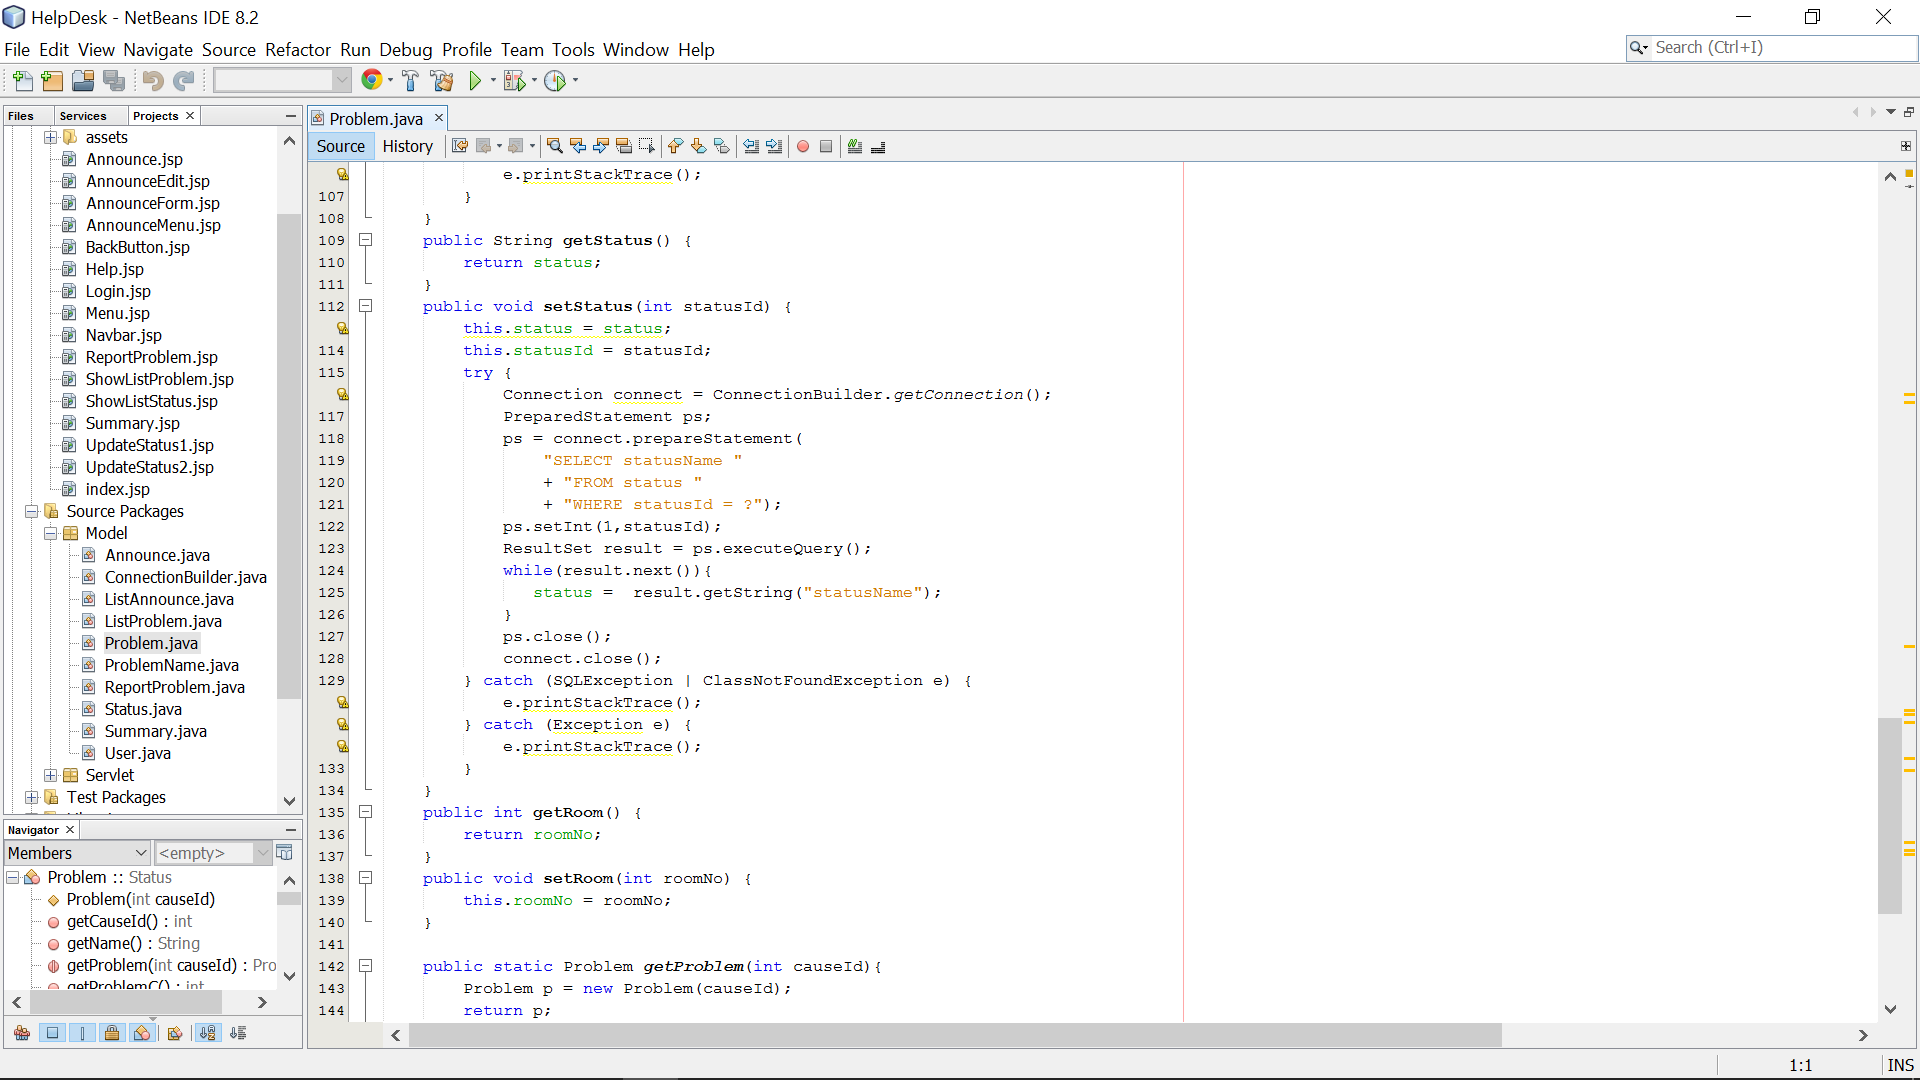 HelpDesk - NetBeans IDE 8.2
File Edit View Navigate Source Refactor Run Debug Profile Team Tools Window Help
Search (Ctrl+I)
Files Services Projects
assets
Announce.jsp
AnnounceEdit.jsp
AnnounceForm.jsp
AnnounceMenu.jsp
BackButton.jsp
Help.jsp
Login.jsp
Menu.jsp
Navbar.jsp
ReportProblem.jsp
ShowListProblem.jsp
ShowListStatus.jsp
Summary.jsp
UpdateStatus1.jsp
UpdateStatus2.jsp
index.jsp
Source Packages
Model
Announce.java
ConnectionBuilder.java
ListAnnounce.java
ListProblem.java
Problem.java
ProblemName.java
ReportProblem.java
Status.java
Summary.java
User.java
Servlet
Test Packages
Navigator
Members
<empty>
Problem :: Status
Problem(int causeId)
getCauseId() : int
getName() : String
getProblem(int causeId) : Pro
getProblemC() : int
Problem.java
Source History
e.printStackTrace();
107 }
108 }
109 public String getStatus() {
110 return status;
111 }
112 public void setStatus(int statusId) {
this.status = status;
114 this.statusId = statusId;
115 try {
Connection connect = ConnectionBuilder.getConnection();
117 PreparedStatement ps;
118 ps = connect.prepareStatement(
119 "SELECT statusName "
120 + "FROM status "
121 + "WHERE statusId = ?");
122 ps.setInt(1,statusId);
123 ResultSet result = ps.executeQuery();
124 while(result.next()){
125 status =  result.getString("statusName");
126 }
127 ps.close();
128 connect.close();
129 } catch (SQLException | ClassNotFoundException e) {
e.printStackTrace();
} catch (Exception e) {
e.printStackTrace();
133 }
134 }
135 public int getRoom() {
136 return roomNo;
137 }
138 public void setRoom(int roomNo) {
139 this.roomNo = roomNo;
140 }
141
142 public static Problem getProblem(int causeId){
143 Problem p = new Problem(causeId);
144 return p;
1:1 INS